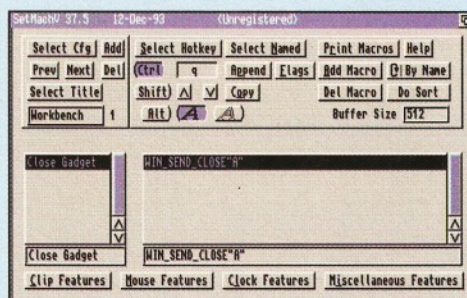 SetMachV 37.5 12-Dec-93 (Unregistered)
Select Cfg Add Select Hotkey Select Named Print Macros Help
Prev Next Del Ctrl q Append Flags Add Macro By Name
Select Title Shift) Copy Del Macro Do Sort
Workbench 1 Alt) A A Buffer Size 512
Close Gadget WIN_SEND_CLOSE"A"
Close Gadget WIN_SEND_CLOSE"A"
Clip Features Mouse Features Clock Features Miscellaneous Features